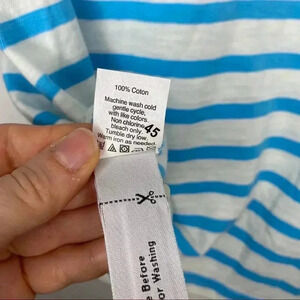 100% Coton
Machine wash cold
gentle cycle,
with like colors.
Non chlorine
bleach only.
Tumble dry low.
Warm iron as needed.
45
e Before
or Washing